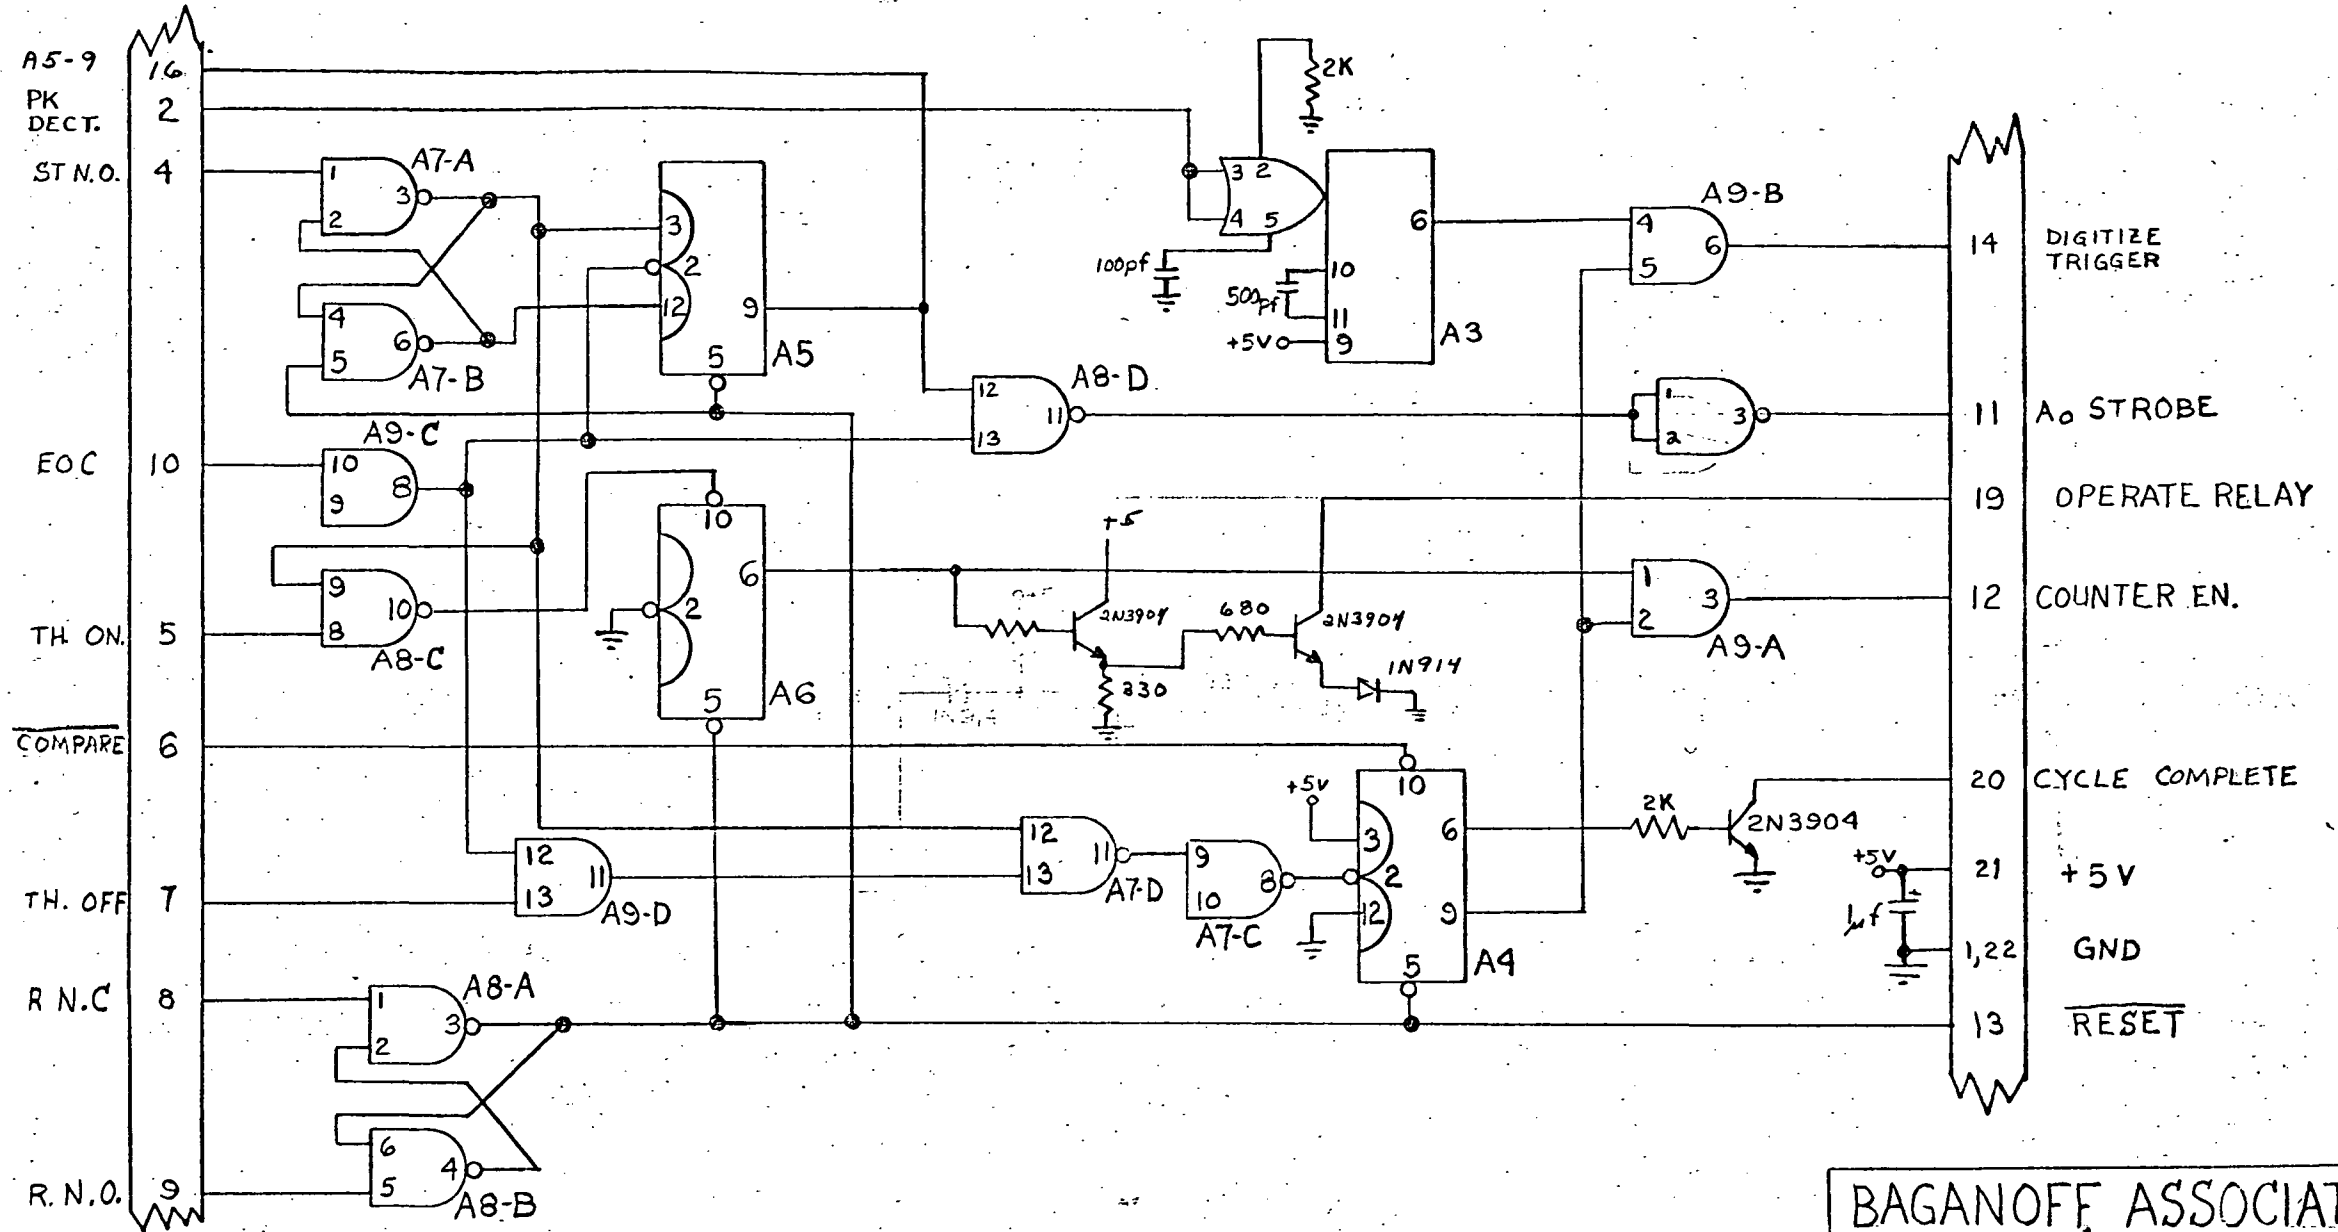 A5-9 16
PK
DECT. 2
ST N.O. 4
1
2
3
A7-A
4
5
6
A7-B
3
2
12
9
5
A5
2K
3 2
4 5
100pf
500pf
+5V
10
11
9
6
A3
4
5
6
A9-B
14 DIGITIZE
TRIGGER
12
13
11
A8-D
1
2
3
11 Ao STROBE
A9-C
EOC 10
10
9
8
19 OPERATE RELAY
10
2
6
5
A6
+5
2N3904
330
680
2N3904
1N914
1
2
3
A9-A
12 COUNTER EN.
9
8
10
A8-C
TH ON. 5
COMPARE 6
+5V
10
3
2
12
6
9
5
A4
2K
2N3904
20 CYCLE COMPLETE
12
13
11
A7-D
9
10
8
A7-C
+5V
1µf
21 +5V
TH. OFF 7
12
13
11
A9-D
1,22 GND
R N.C 8
1
2
3
A8-A
13 RESET
R.N.O. 9
6
5
4
A8-B
BAGANOFF ASSOCIAT